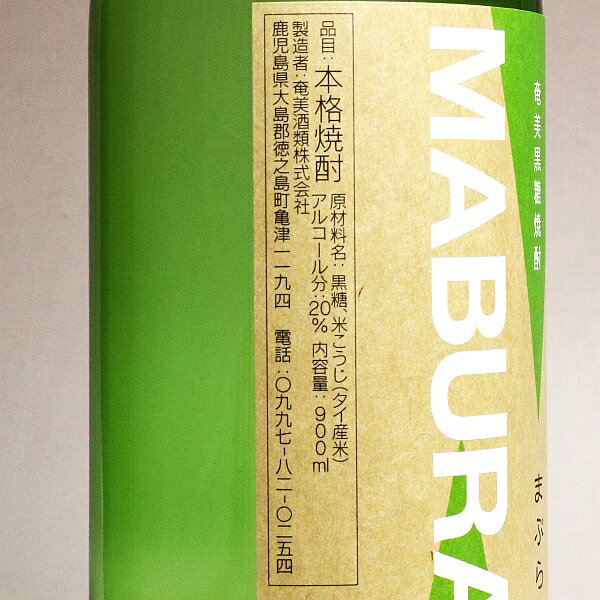 奄美黒糖焼酎
まぶら
MABURA
品目：本格焼酎
原材料名：黒糖、米こうじ（タイ産米）
アルコール分：20％ 内容量：900ml
製造者：奄美酒類株式会社
鹿児島県大島郡徳之島町亀津一一九四 電話：〇九九七-八二-〇二五四